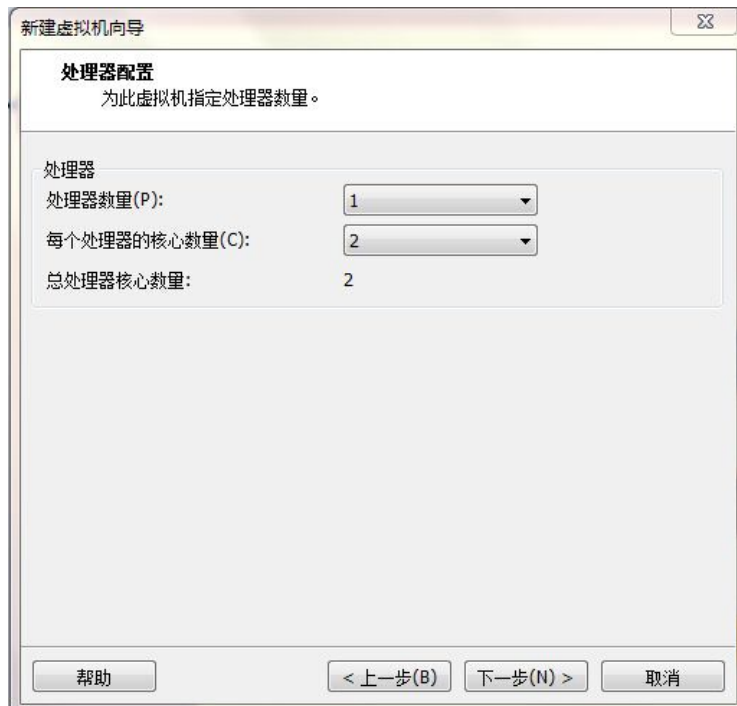 新建虚拟机向导
处理器配置
为此虚拟机指定处理器数量。
处理器
处理器数量(P): 1
每个处理器的核心数量(C): 2
总处理器核心数量: 2
帮助 < 上一步(B) 下一步(N) > 取消